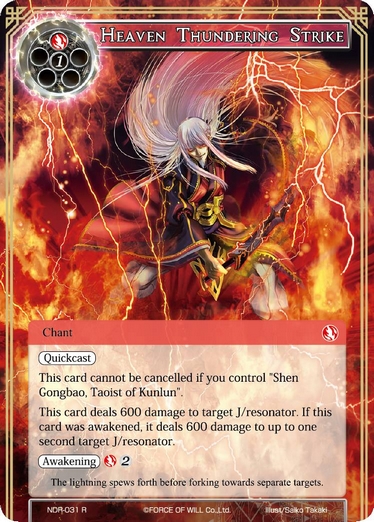 Heaven Thundering Strike
1
Chant
Quickcast
This card cannot be cancelled if you control "Shen
Gongbao, Taoist of Kunlun".
This card deals 600 damage to target J/resonator. If this
card was awakened, it deals 600 damage to up to one
second target J/resonator.
Awakening 2
The lightning spews forth before forking towards separate targets.
NDR-031 R ©FORCE OF WILL Co.,Ltd. Illust/Saiko Takaki